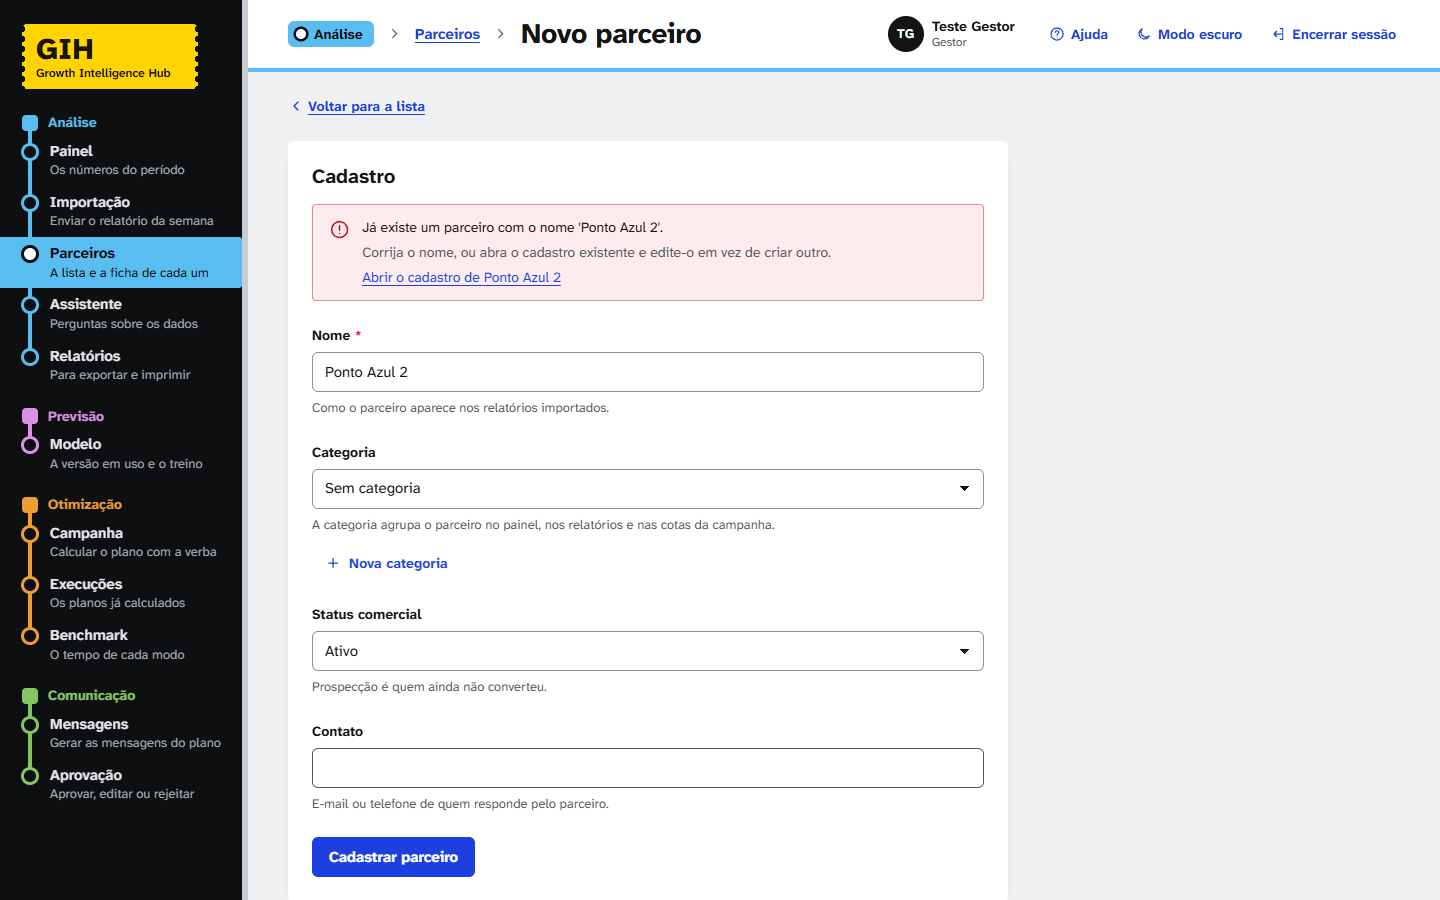 GIH
Growth Intelligence Hub
Análise
Painel
Os números do período
Importação
Enviar o relatório da semana
Parceiros
A lista e a ficha de cada um
Assistente
Perguntas sobre os dados
Relatórios
Para exportar e imprimir
Previsão
Modelo
A versão em uso e o treino
Otimização
Campanha
Calcular o plano com a verba
Execuções
Os planos já calculados
Benchmark
O tempo de cada modo
Comunicação
Mensagens
Gerar as mensagens do plano
Aprovação
Aprovar, editar ou rejeitar
Análise
Parceiros
Novo parceiro
TG
Teste Gestor
Gestor
Ajuda
Modo escuro
Encerrar sessão
Voltar para a lista
Cadastro
Já existe um parceiro com o nome 'Ponto Azul 2'.
Corrija o nome, ou abra o cadastro existente e edite-o em vez de criar outro.
Abrir o cadastro de Ponto Azul 2
Nome *
Ponto Azul 2
Como o parceiro aparece nos relatórios importados.
Categoria
Sem categoria
A categoria agrupa o parceiro no painel, nos relatórios e nas cotas da campanha.
Nova categoria
Status comercial
Ativo
Prospecção é quem ainda não converteu.
Contato
E-mail ou telefone de quem responde pelo parceiro.
Cadastrar parceiro